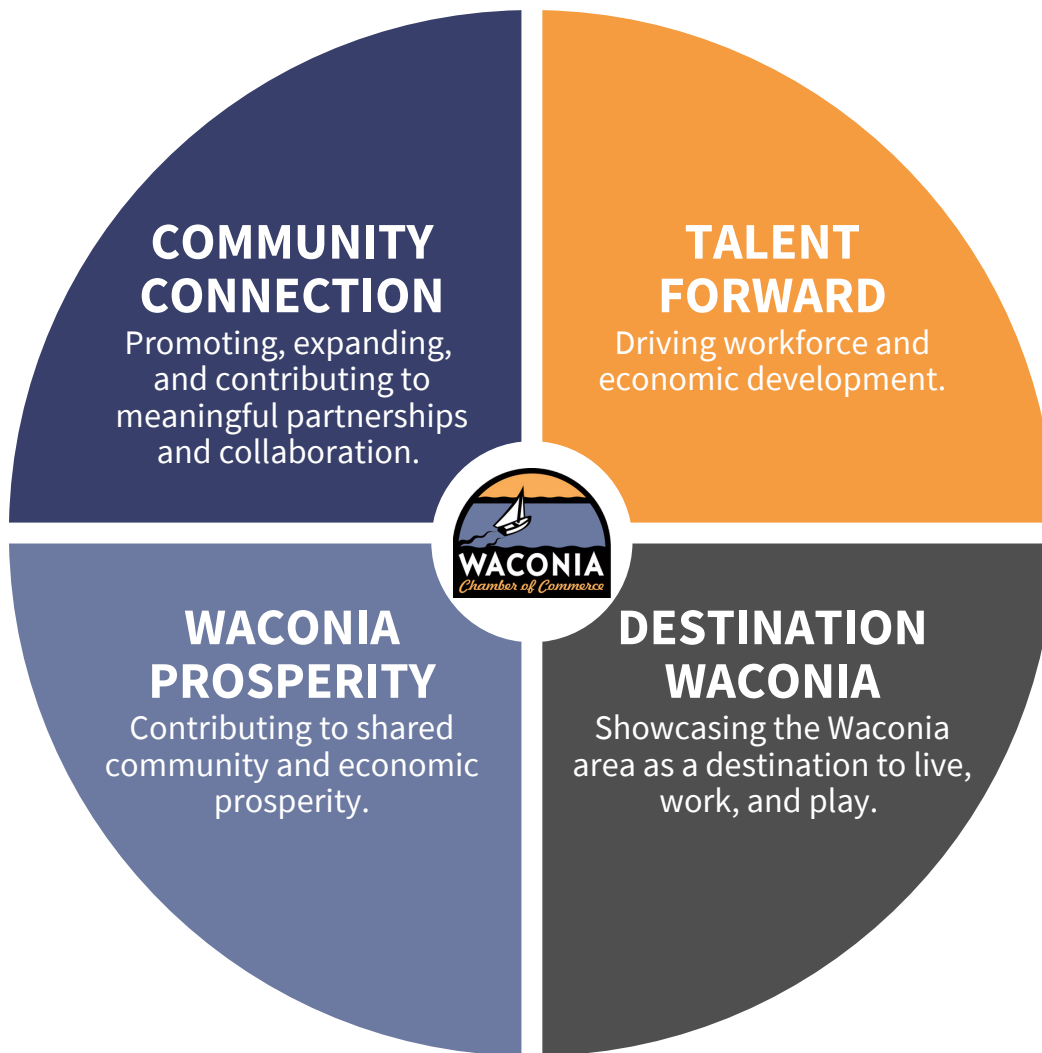 COMMUNITY
CONNECTION
Promoting, expanding,
and contributing to
meaningful partnerships
and collaboration.
TALENT
FORWARD
Driving workforce and
economic development.
WACONIA
Chamber of Commerce
WACONIA
PROSPERITY
Contributing to shared
community and economic
prosperity.
DESTINATION
WACONIA
Showcasing the Waconia
area as a destination to live,
work, and play.